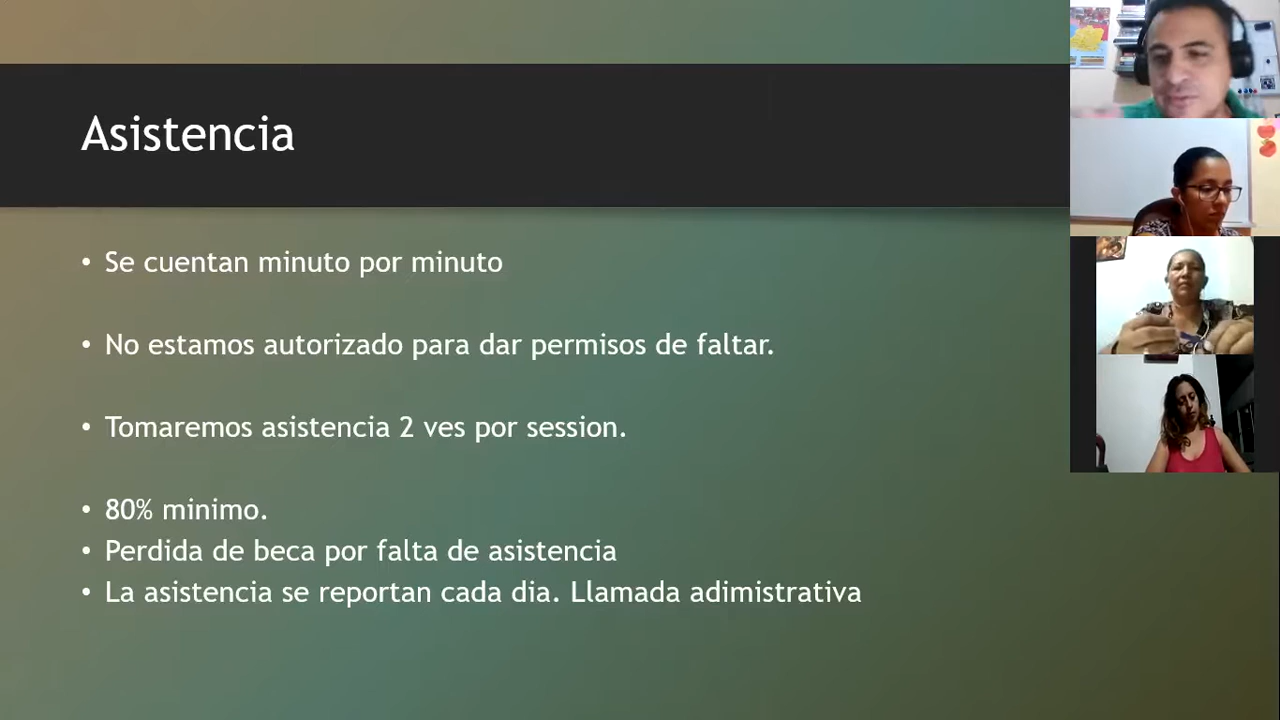 Asistencia
• Se cuentan minuto por minuto
• No estamos autorizado para dar permisos de faltar.
• Tomaremos asistencia 2 ves por session.
• 80% minimo.
• Perdida de beca por falta de asistencia
• La asistencia se reportan cada dia. Llamada adimistrativa